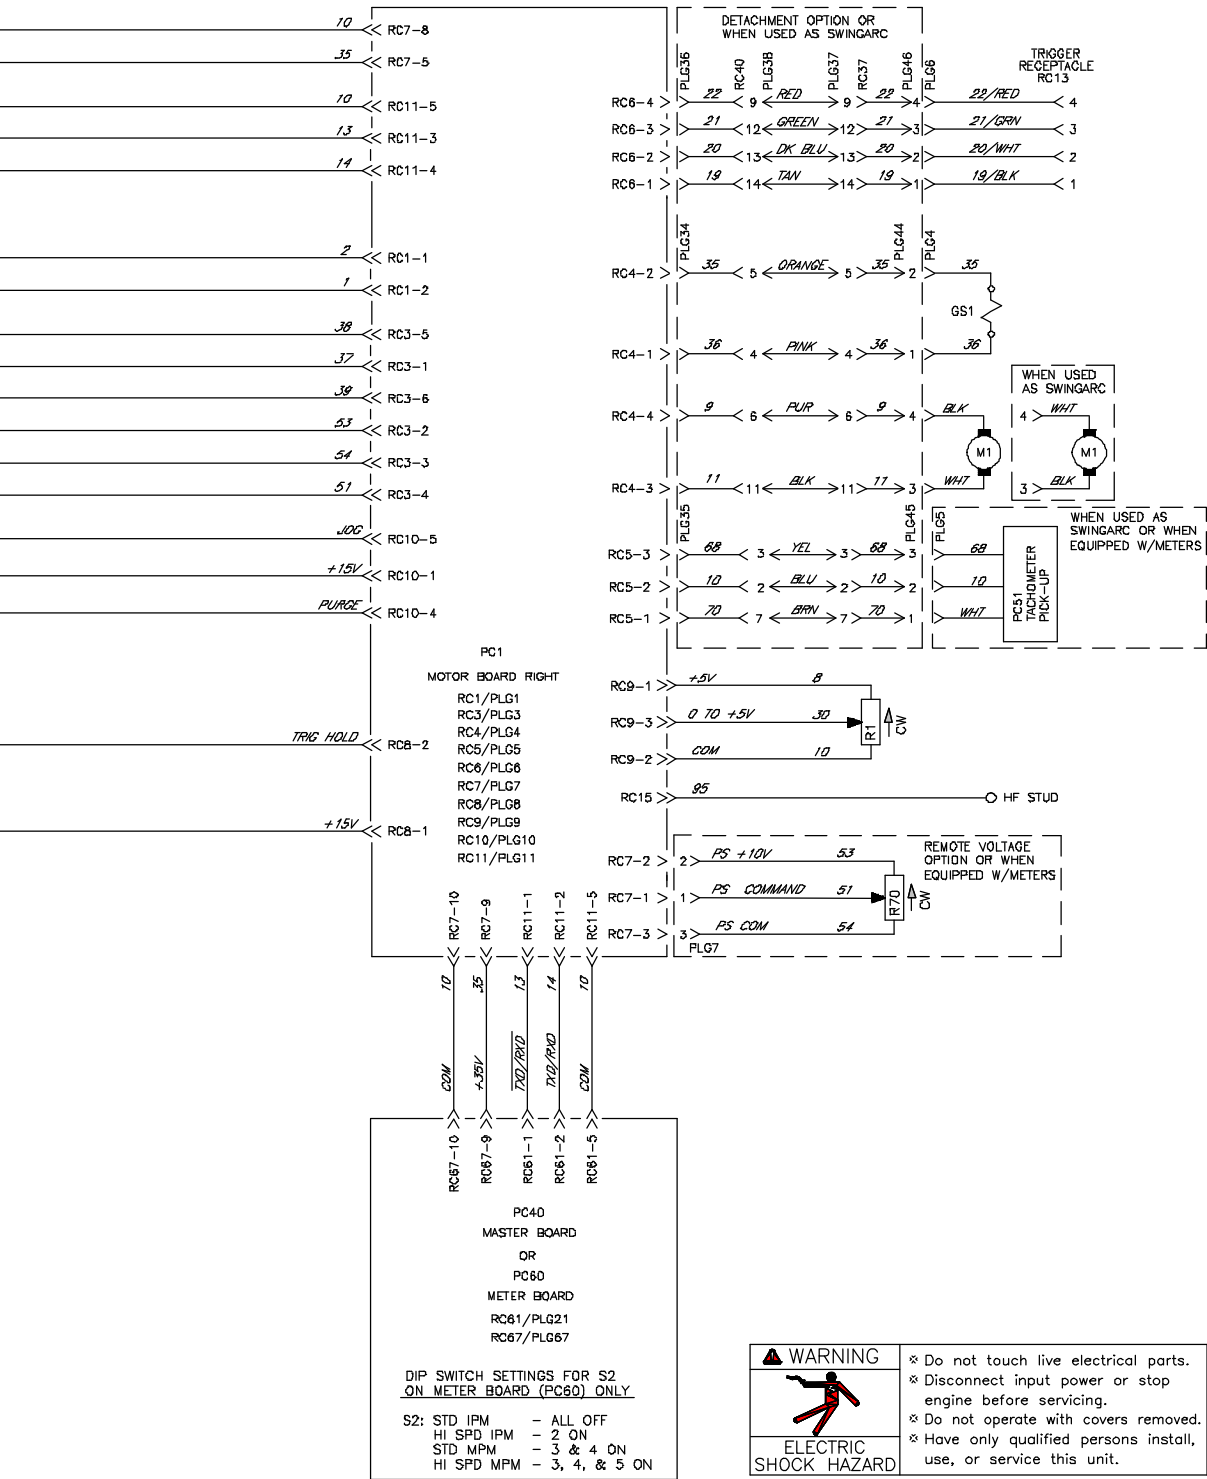 10 RC7-8
35 RC7-5
10 RC11-5
13 RC11-3
14 RC11-4
2 RC1-1
1 RC1-2
38 RC3-5
37 RC3-1
39 RC3-6
53 RC3-2
54 RC3-3
51 RC3-4
JOG RC10-5
+15V RC10-1
PURGE RC10-4
TRIG HOLD RC8-2
+15V RC8-1
PC1
MOTOR BOARD RIGHT
RC1/PLG1
RC3/PLG3
RC4/PLG4
RC5/PLG5
RC6/PLG6
RC7/PLG7
RC8/PLG8
RC9/PLG9
RC10/PLG10
RC11/PLG11
DETACHMENT OPTION OR
WHEN USED AS SWINGARC
PLG36 RC40 PLG38 PLG37 RC37 PLG46 PLG6
TRIGGER
RECEPTACLE
RC13
RC6-4 22 9 RED 9 22 4 22/RED 4
RC6-3 21 12 GREEN 12 21 3 21/GRN 3
RC6-2 20 13 DK BLU 13 20 2 20/WHT 2
RC6-1 19 14 TAN 14 19 1 19/BLK 1
PLG34 PLG44 PLG4
RC4-2 35 5 ORANGE 5 35 2 35
GS1
RC4-1 36 4 PINK 4 36 1 36
RC4-4 9 6 PUR 6 9 4 BLK
M1
RC4-3 11 11 BLK 11 11 3 WHT
WHEN USED
AS SWINGARC
4 WHT
M1
3 BLK
PLG35 PLG45 PLG5
WHEN USED AS
SWINGARC OR WHEN
EQUIPPED W/METERS
RC5-3 68 3 YEL 3 68 3 68
RC5-2 10 2 BLU 2 10 2 10
RC5-1 70 7 BRN 7 70 1 WHT
PC51
TACHOMETER
PICK-UP
RC9-1 +5V 8
RC9-3 0 TO +5V 30 R1 CW
RC9-2 COM 10
RC15 95 HF STUD
REMOTE VOLTAGE
OPTION OR WHEN
EQUIPPED W/METERS
RC7-2 2 PS +10V 53
RC7-1 1 PS COMMAND 51 R70 CW
RC7-3 3 PS COM 54
PLG7
RC7-10 RC7-9 RC11-1 RC11-2 RC11-5
10 35 13 14 10
COM +35V TXD/RXD TXD/RXD COM
RC67-10 RC67-9 RC61-1 RC61-2 RC61-5
PC40
MASTER BOARD
OR
PC60
METER BOARD
RC61/PLG21
RC67/PLG67
DIP SWITCH SETTINGS FOR S2
ON METER BOARD (PC60) ONLY
S2: STD IPM - ALL OFF
HI SPD IPM - 2 ON
STD MPM - 3 & 4 ON
HI SPD MPM - 3, 4, & 5 ON
WARNING
ELECTRIC
SHOCK HAZARD
※ Do not touch live electrical parts.
※ Disconnect input power or stop
engine before servicing.
※ Do not operate with covers removed.
※ Have only qualified persons install,
use, or service this unit.